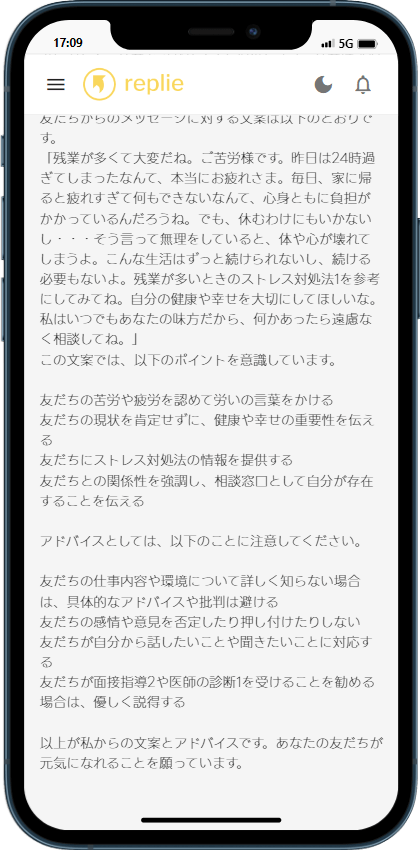 17:09
5G
replie
友だちからのメッセージに対する文案は以下のとおりで
す。
「残業が多くて大変だね。ご苦労様です。昨日は24時過
ぎてしまったなんて、本当にお疲れさま。毎日、家に帰
ると疲れすぎて何もできないなんて、心身ともに負担が
かかっているんだろうね。でも、休むわけにもいかない
し・・・そう言って無理をしていると、体や心が壊れて
しまうよ。こんな生活はずっと続けられないし、続ける
必要もないよ。残業が多いときのストレス対処法1を参考
にしてみてね。自分の健康や幸せを大切にしてほしいな。
私はいつでもあなたの味方だから、何かあったら遠慮な
く相談してね。」
この文案では、以下のポイントを意識しています。
友だちの苦労や疲労を認めて労いの言葉をかける
友だちの現状を肯定せずに、健康や幸せの重要性を伝え
る
友だちにストレス対処法の情報を提供する
友だちとの関係性を強調し、相談窓口として自分が存在
することを伝える
アドバイスとしては、以下のことに注意してください。
友だちの仕事内容や環境について詳しく知らない場合
は、具体的なアドバイスや批判は避ける
友だちの感情や意見を否定したり押し付けたりしない
友だちが自分から話したいことや聞きたいことに対応す
る
友だちが面接指導2や医師の診断1を受けることを勧める
場合は、優しく説得する
以上が私からの文案とアドバイスです。あなたの友だちが
元気になれることを願っています。